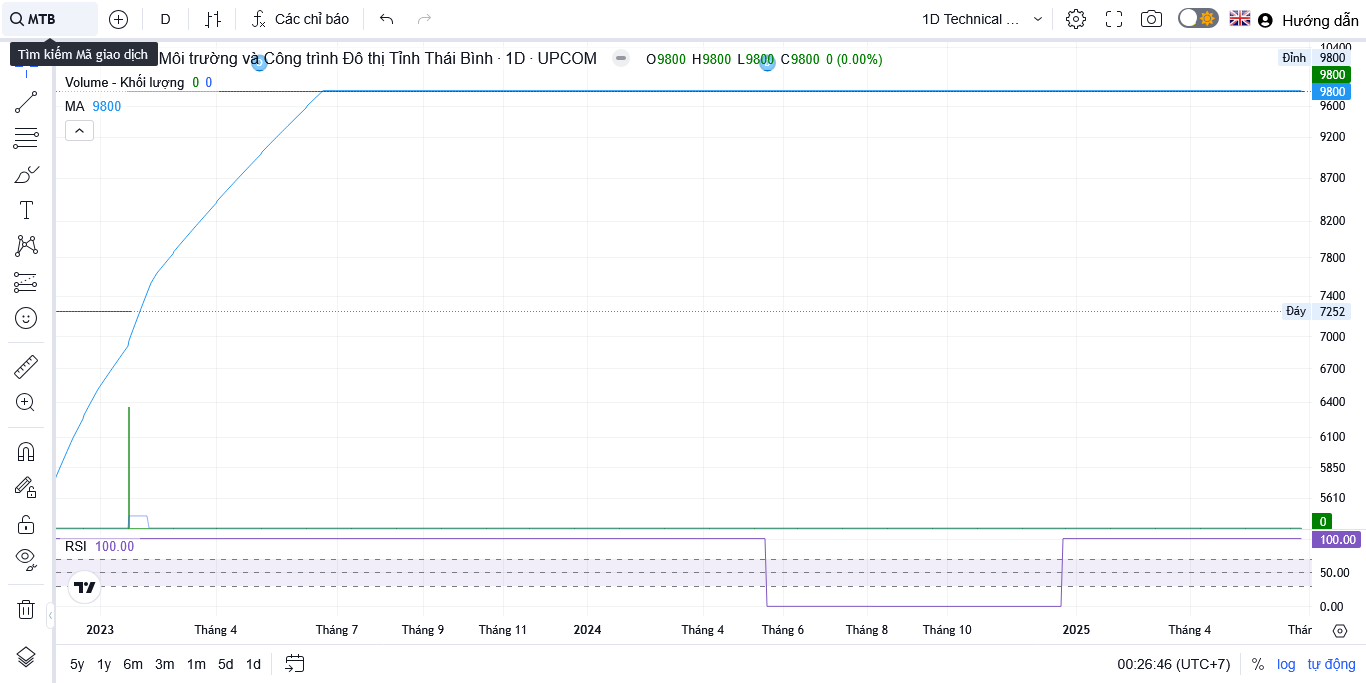 MTB
D
Các chỉ báo
1D Technical ...
Hướng dẫn
Tìm kiếm Mã giao dịch
Môi trường và Công trình Đô thị Tỉnh Thái Bình · 1D · UPCOM
O9800 H9800 L9800 C9800 0 (0.00%)
Volume - Khối lượng 0 0
MA 9800
10400
Đỉnh 9800
9800
9800
9600
9200
8700
8200
7800
7400
Đáy 7252
7000
6700
6400
6100
5850
5610
0
RSI 100.00
100.00
50.00
0.00
2023 Tháng 4 Tháng 7 Tháng 9 Tháng 11 2024 Tháng 4 Tháng 6 Tháng 8 Tháng 10 2025 Tháng 4 Thár
5y 1y 6m 3m 1m 5d 1d
00:26:46 (UTC+7) % log tự động